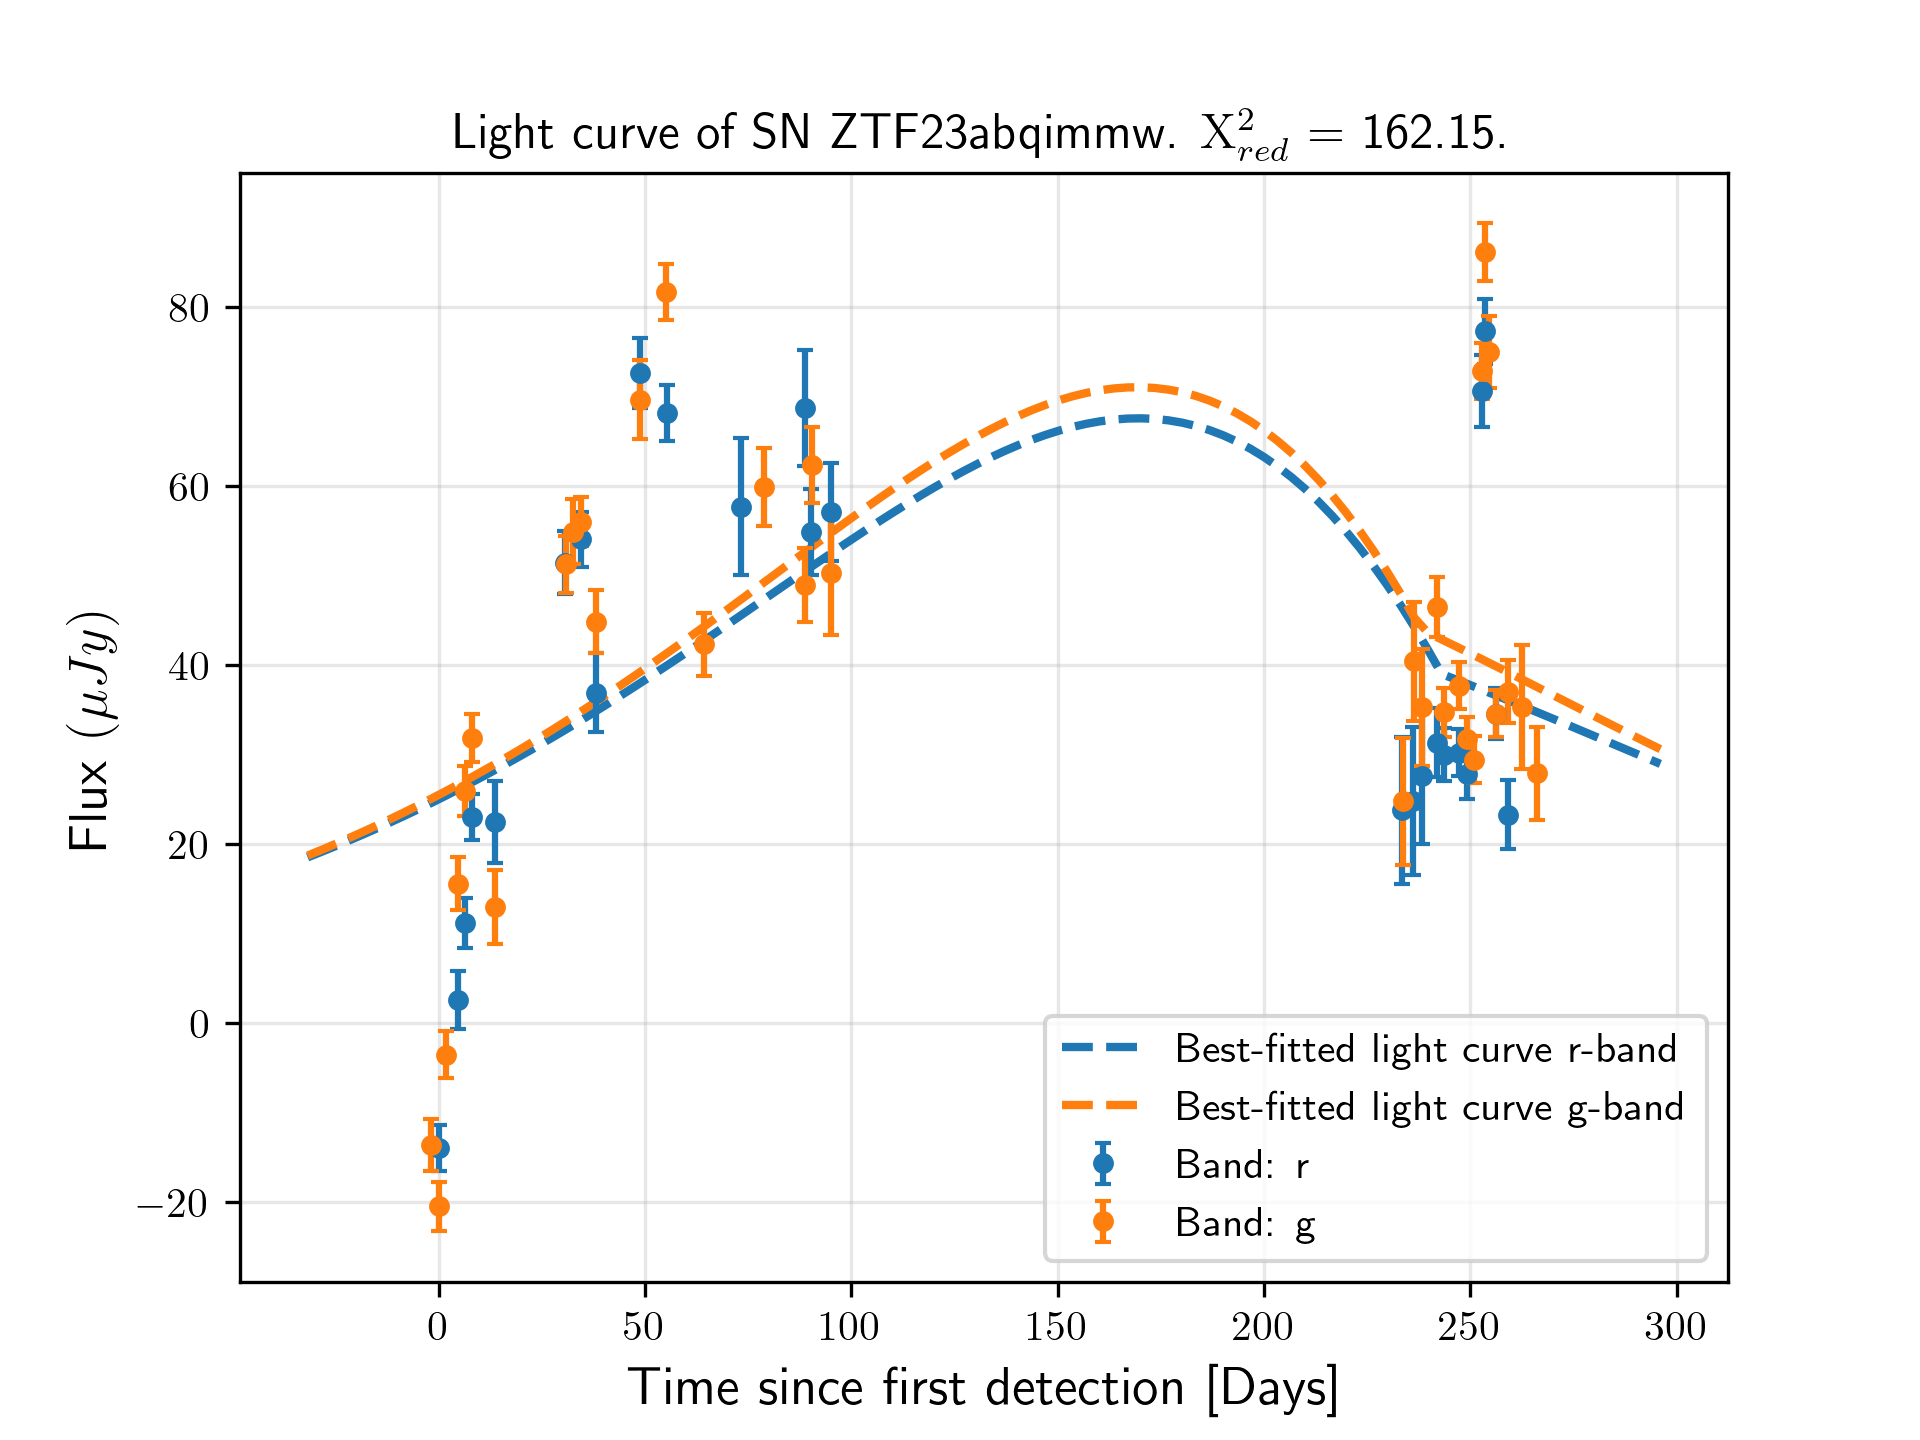 Light curve of SN ZTF23abqimmw. X²_red = 162.15.
Flux (μJy)
80
60
40
20
0
−20
0 50 100 150 200 250 300
Time since first detection [Days]
Best-fitted light curve r-band
Best-fitted light curve g-band
Band: r
Band: g